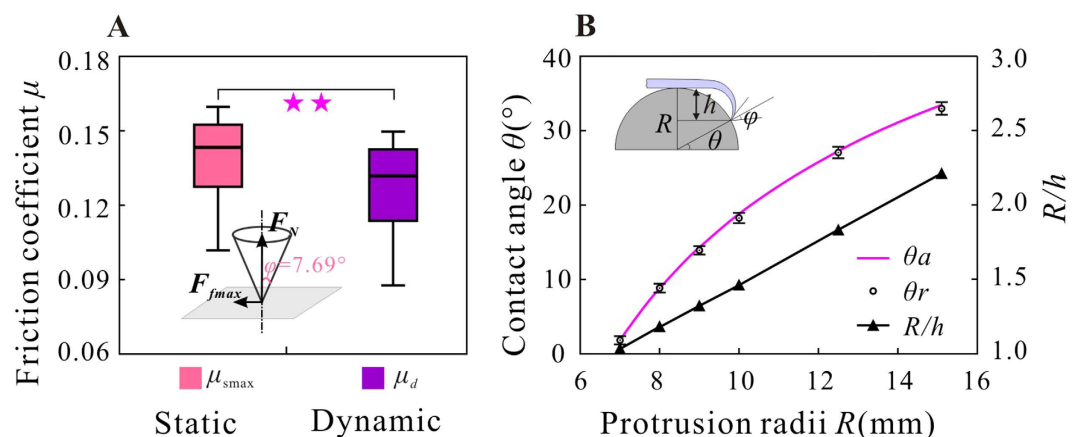 A
Friction coefficient μ
0.18
0.15
0.12
0.09
0.06
★★
F_N
φ=7.69°
F_fmax
μ_smax
μ_d
Static
Dynamic
B
Contact angle θ(°)
40
30
20
10
0
h
R
φ
θ
θa
θr
R/h
3.0
2.5
2.0
1.5
1.0
R/h
6
8
10
12
14
16
Protrusion radii R(mm)